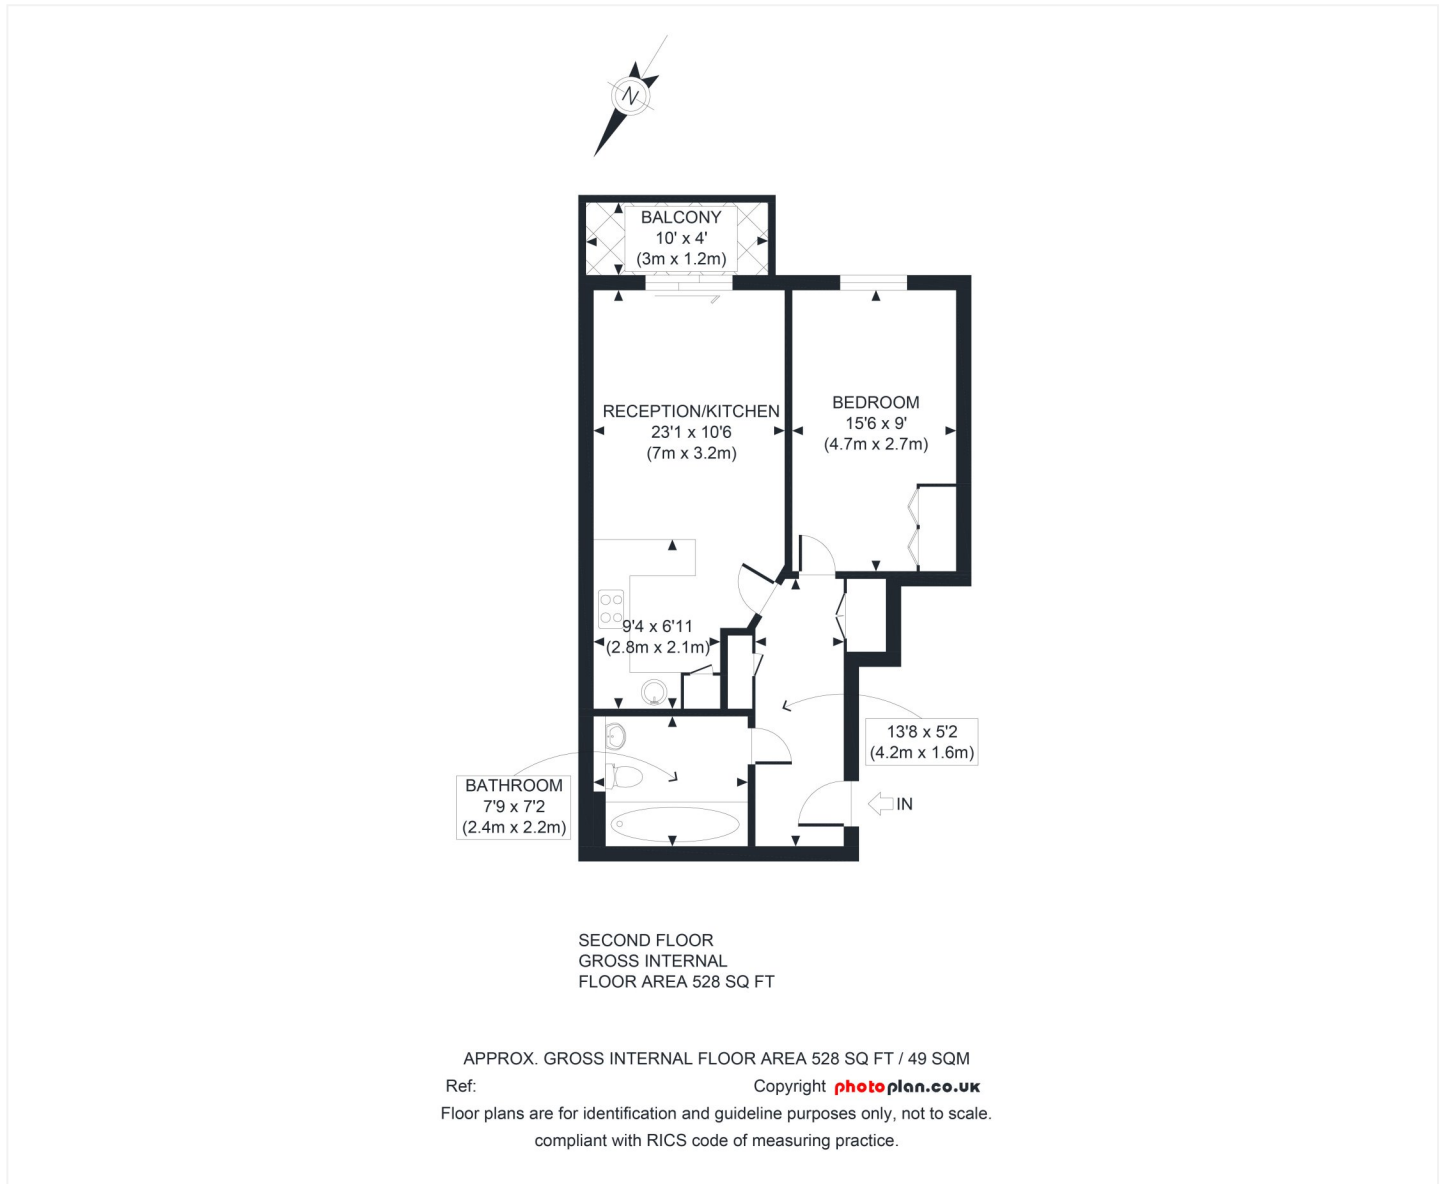 N
BALCONY
10' x 4'
(3m x 1.2m)
RECEPTION/KITCHEN
23'1 x 10'6
(7m x 3.2m)
BEDROOM
15'6 x 9'
(4.7m x 2.7m)
9'4 x 6'11
(2.8m x 2.1m)
13'8 x 5'2
(4.2m x 1.6m)
BATHROOM
7'9 x 7'2
(2.4m x 2.2m)
IN
SECOND FLOOR
GROSS INTERNAL
FLOOR AREA 528 SQ FT
APPROX. GROSS INTERNAL FLOOR AREA 528 SQ FT / 49 SQM
Ref:
Copyright photoplan.co.uk
Floor plans are for identification and guideline purposes only, not to scale.
compliant with RICS code of measuring practice.